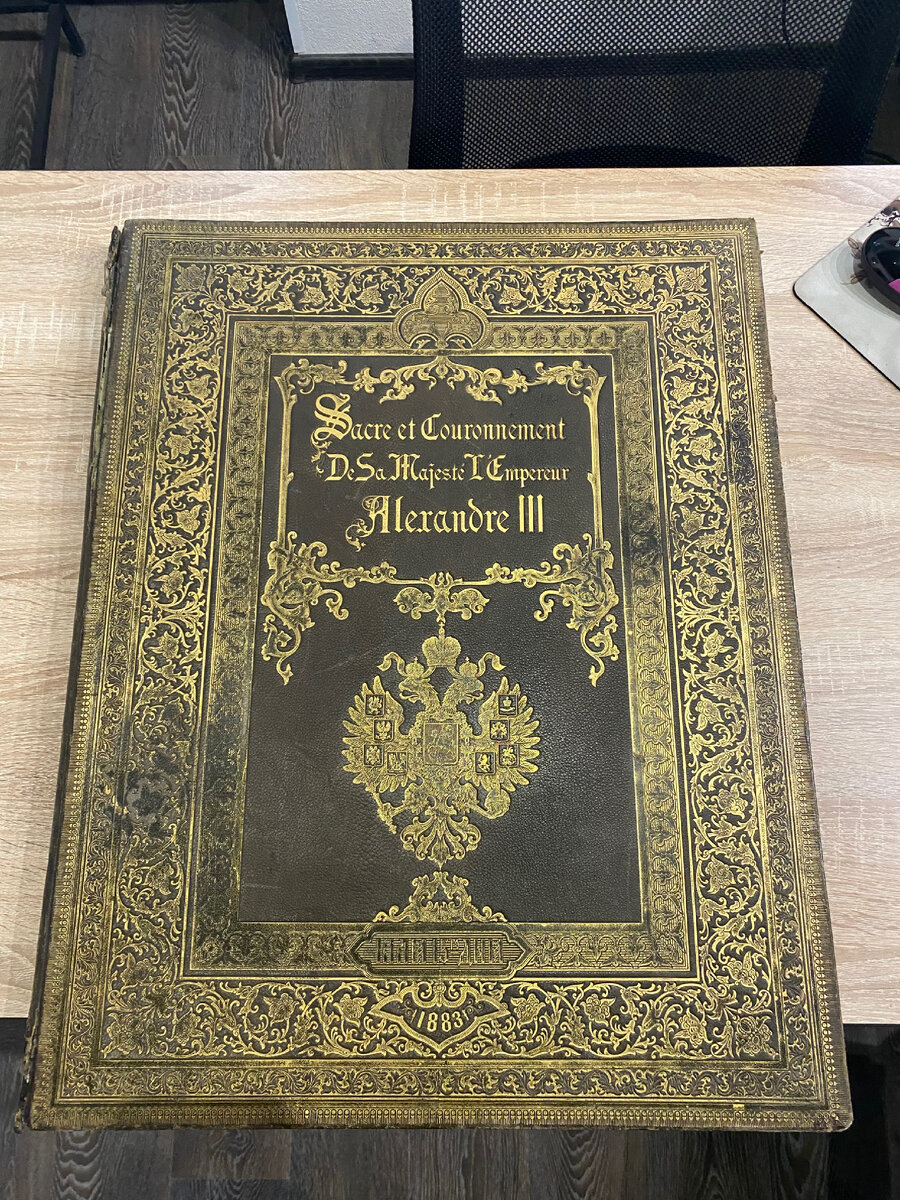 Sacre et Couronnement
De Sa Majesté L'Empereur
Alexandre III
1883